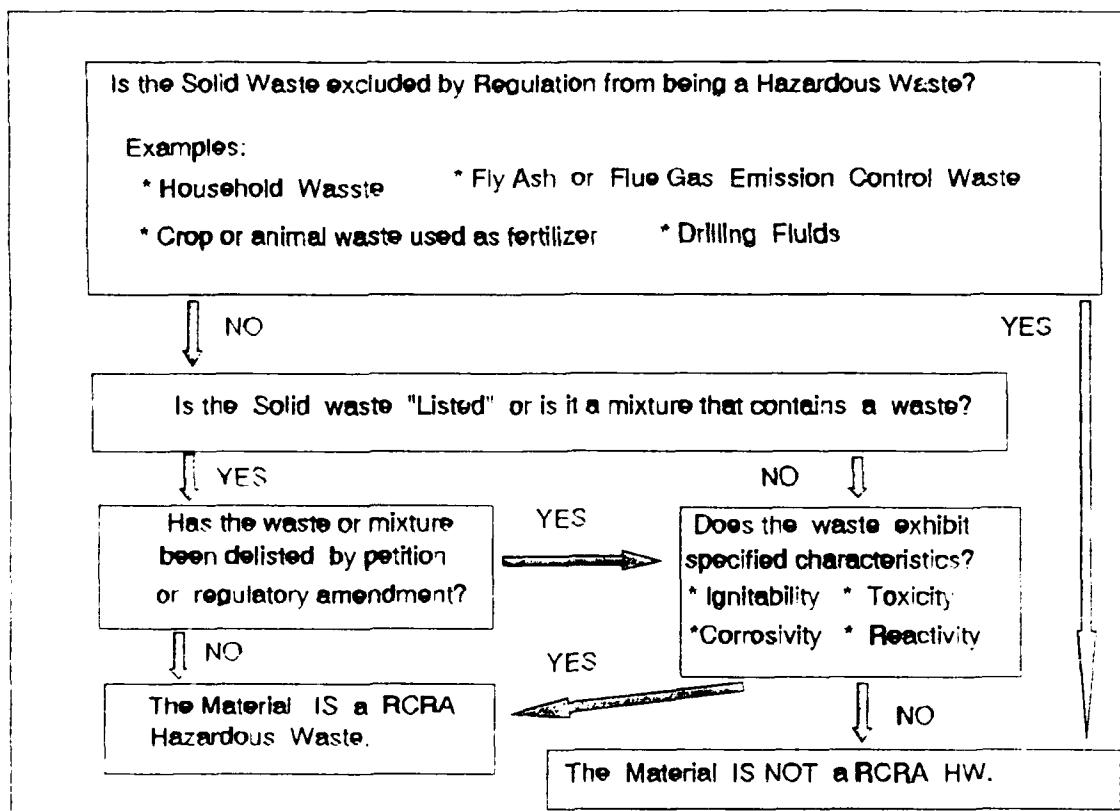 Is the Solid Waste excluded by Regulation from being a Hazardous Waste?
Examples:
* Household Wasste
* Fly Ash or Flue Gas Emission Control Waste
* Crop or animal waste used as fertilizer
* Drilling Fluids
NO
YES
Is the Solid waste "Listed" or is it a mixture that contains a waste?
YES
NO
Has the waste or mixture
been delisted by petition
or regulatory amendment?
YES
Does the waste exhibit
specified characteristics?
* Ignitability * Toxicity
*Corrosivity * Reactivity
NO
YES
The Material IS a RCRA
Hazardous Waste.
NO
The Material IS NOT a RCRA HW.